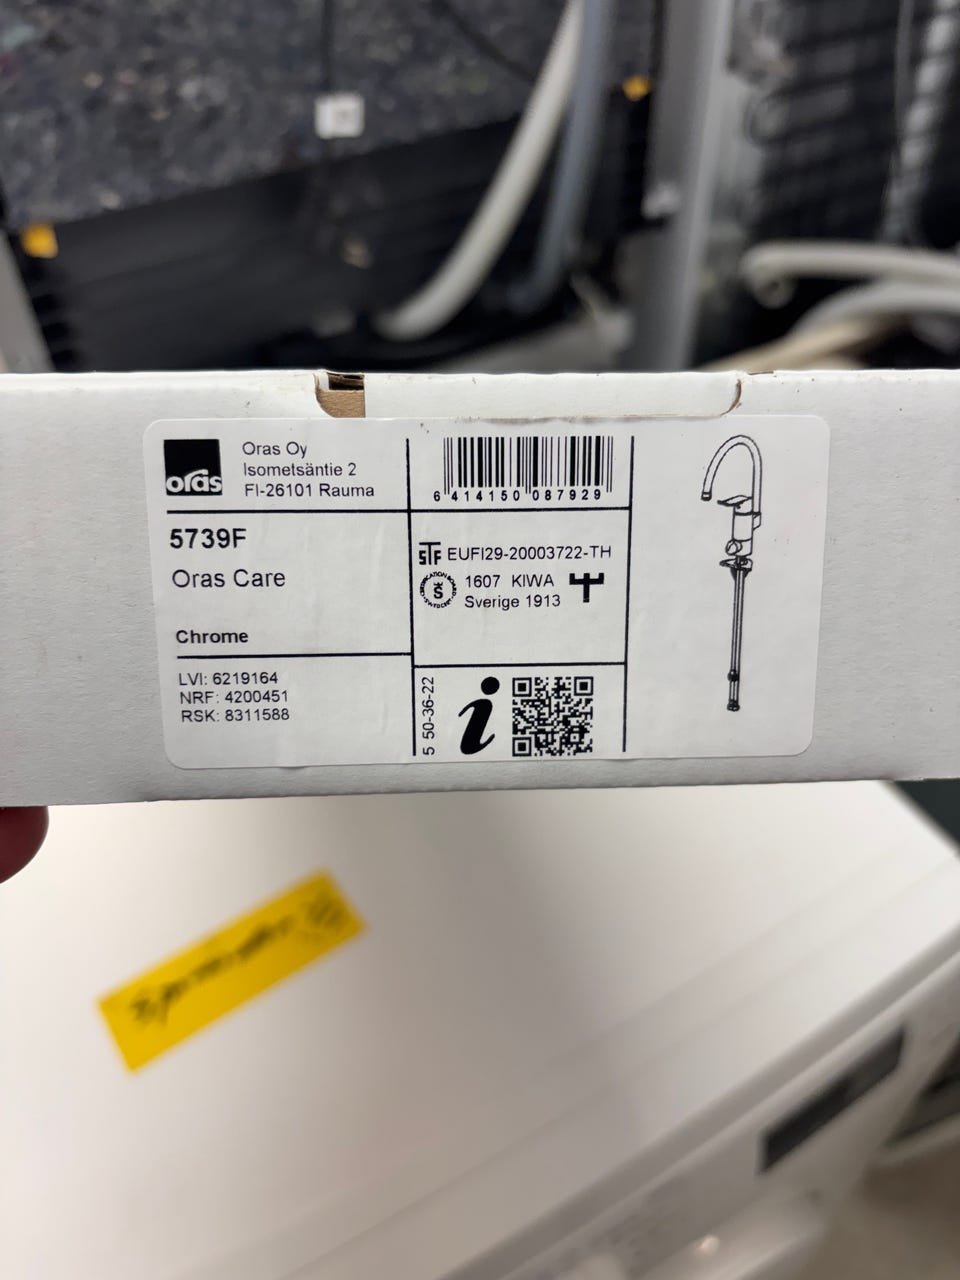 oras
Oras Oy
Isometsäntie 2
FI-26101 Rauma
5739F
Oras Care
Chrome
LVI: 6219164
NRF: 4200451
RSK: 8311588
6 414150 087929
STF EUFI29-20003722-TH
S
1607 KIWA
Sverige 1913
5 50-36-22
i